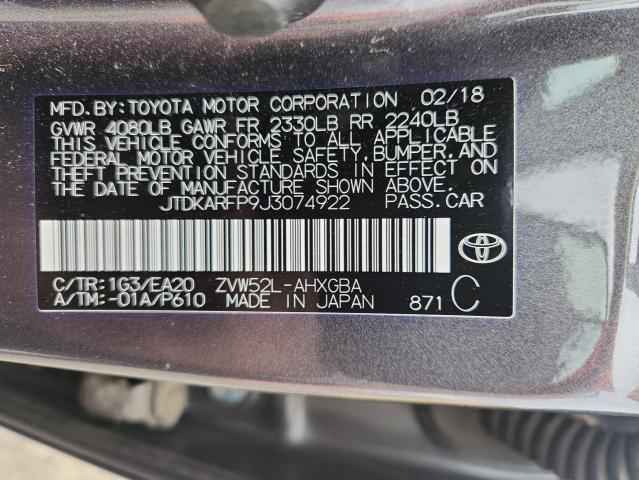 MFD.BY:TOYOTA MOTOR CORPORATION 02/18
GVWR 4080LB GAWR FR 2330LB RR 2240LB
THIS VEHICLE CONFORMS TO ALL APPLICABLE
FEDERAL MOTOR VEHICLE SAFETY, BUMPER, AND
THEFT PREVENTION STANDARDS IN EFFECT ON
THE DATE OF MANUFACTURE SHOWN ABOVE.
JTDKARFP9J3074922 PASS.CAR
C/TR:1G3/EA20 ZVW52L-AHXGBA
A/TM:-01A/P610 MADE IN JAPAN 871 C